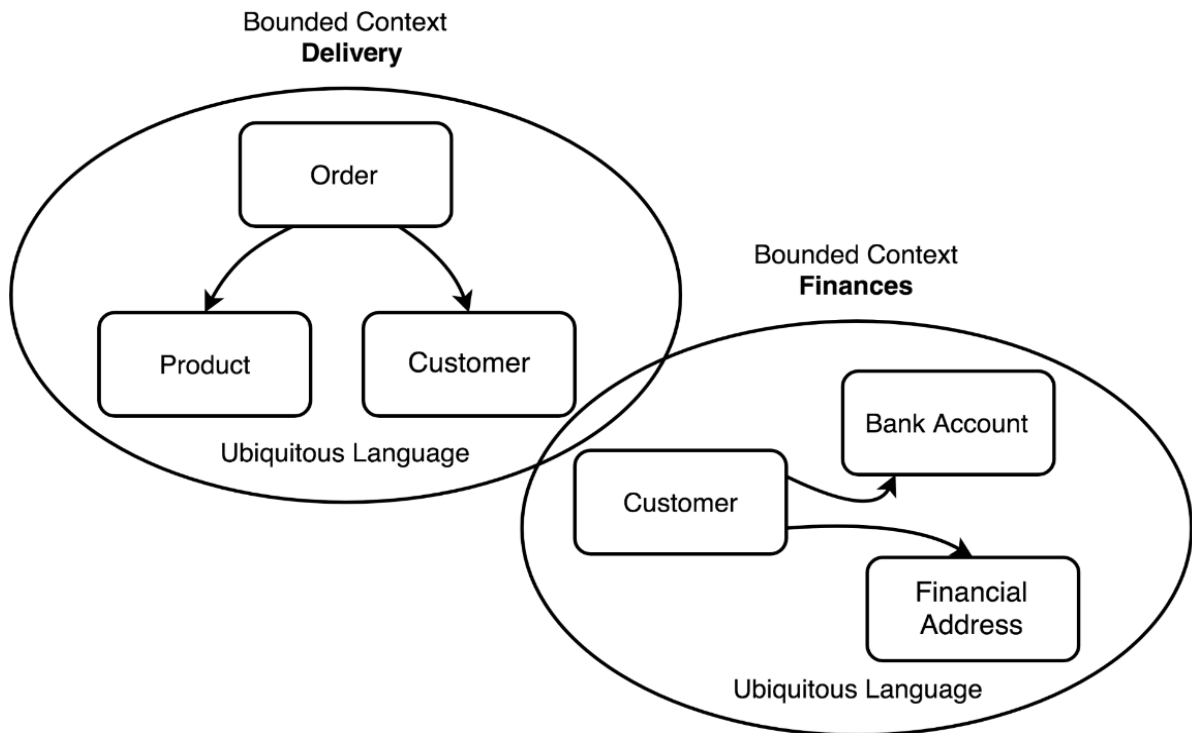 Bounded Context
Delivery
Order
Product
Customer
Ubiquitous Language
Bounded Context
Finances
Bank Account
Customer
Financial
Address
Ubiquitous Language